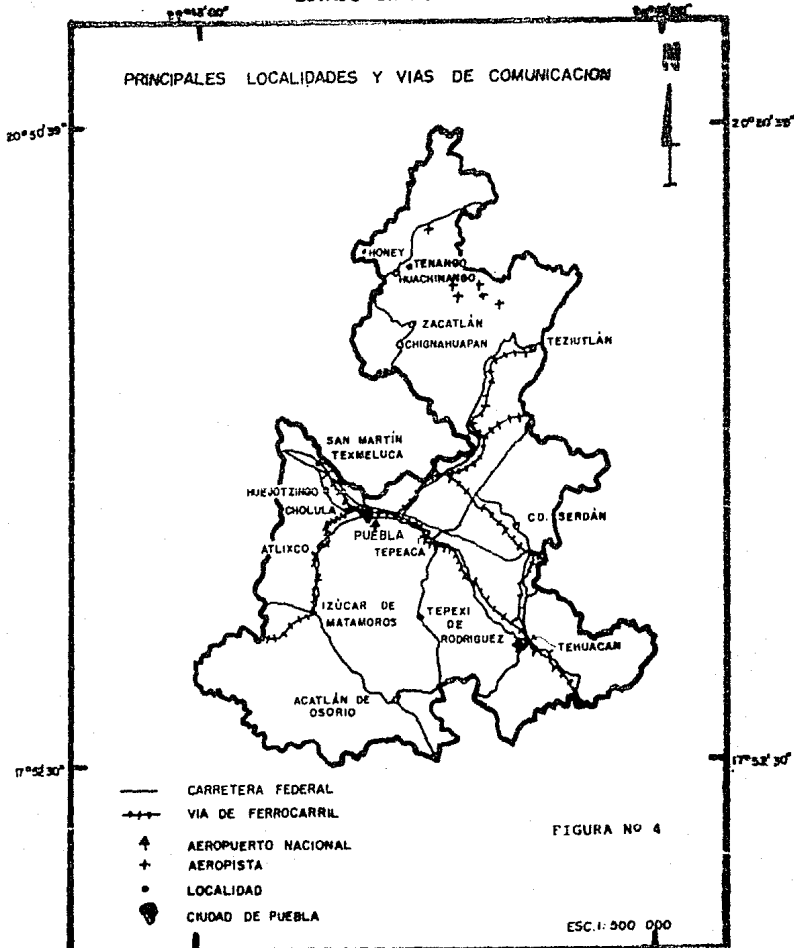 PRINCIPALES LOCALIDADES Y VIAS DE COMUNICACION
20°50'39"
20°50'39"
HONEY
TENANGO
HUACHINANGO
ZACATLÁN
CHIGNAHUAPAN
TEZIUTLÁN
SAN MARTÍN
TEXMELUCA
HUEJOTZINGO
CHOLULA
CD. SERDÁN
PUEBLA
ATLIXCO
TEPEACA
IZÚCAR DE
MATAMOROS
TEPEXI
DE
RODRIGUEZ
TEHUACAN
ACATLÁN DE
OSORIO
17°52'30"
17°52'30"
CARRETERA FEDERAL
VIA DE FERROCARRIL
AEROPUERTO NACIONAL
AEROPISTA
LOCALIDAD
CIUDAD DE PUEBLA
FIGURA Nº 4
ESC.1:500 000